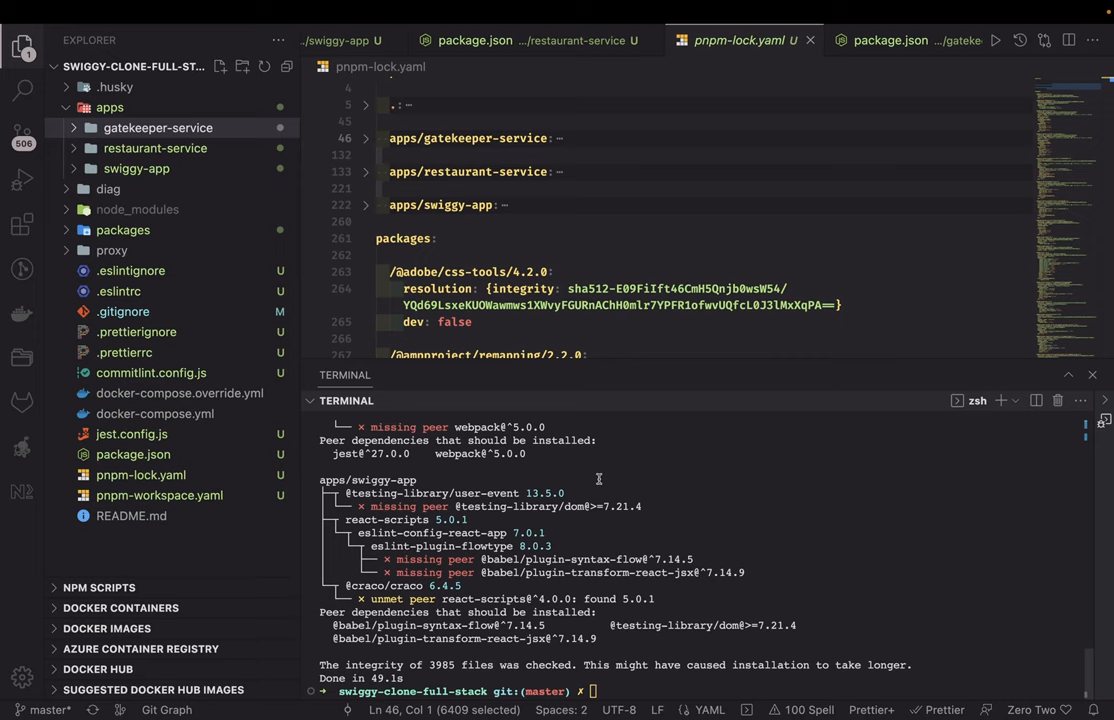 EXPLORER
SWIGGY-CLONE-FULL-ST...
.husky
apps
gatekeeper-service
restaurant-service
swiggy-app
diag
node_modules
packages
proxy
.eslintignore U
.eslintrc U
.gitignore M
.prettierignore U
.prettierrc U
commitlint.config.js U
docker-compose.override.yml
docker-compose.yml
jest.config.js U
package.json U
pnpm-lock.yaml U
pnpm-workspace.yaml U
README.md
NPM SCRIPTS
DOCKER CONTAINERS
DOCKER IMAGES
AZURE CONTAINER REGISTRY
DOCKER HUB
SUGGESTED DOCKER HUB IMAGES
1
506
../swiggy-app U package.json .../restaurant-service U pnpm-lock.yaml U package.json .../gateke
pnpm-lock.yaml
4
5 .:
45
46 apps/gatekeeper-service:
132
133 apps/restaurant-service:
221
222 apps/swiggy-app:
260
261 packages:
262
263 /@adobe/css-tools/4.2.0:
264 resolution: {integrity: sha512-E09FiIft46CmH5Qnjb0wsW54/
YQd69LsxeKUOWawmws1XWvyFGURnAChH0mlr7YPFR1ofwvUQfcL0J3lMxXqPA==}
265 dev: false
266
267 /@ampproject/remapping/2.2.0:
TERMINAL
TERMINAL
zsh
× missing peer webpack@^5.0.0
Peer dependencies that should be installed:
jest@^27.0.0 webpack@^5.0.0
apps/swiggy-app
@testing-library/user-event 13.5.0
× missing peer @testing-library/dom@>=7.21.4
react-scripts 5.0.1
eslint-config-react-app 7.0.1
eslint-plugin-flowtype 8.0.3
× missing peer @babel/plugin-syntax-flow@^7.14.5
× missing peer @babel/plugin-transform-react-jsx@^7.14.9
@craco/craco 6.4.5
× unmet peer react-scripts@^4.0.0: found 5.0.1
Peer dependencies that should be installed:
@babel/plugin-syntax-flow@^7.14.5 @testing-library/dom@>=7.21.4
@babel/plugin-transform-react-jsx@^7.14.9
The integrity of 3985 files was checked. This might have caused installation to take longer.
Done in 49.1s
→ swiggy-clone-full-stack git:(master) ✗
master* Git Graph Ln 46, Col 1 (6409 selected) Spaces: 2 UTF-8 LF YAML 100 Spell Prettier+ Prettier Zero Two